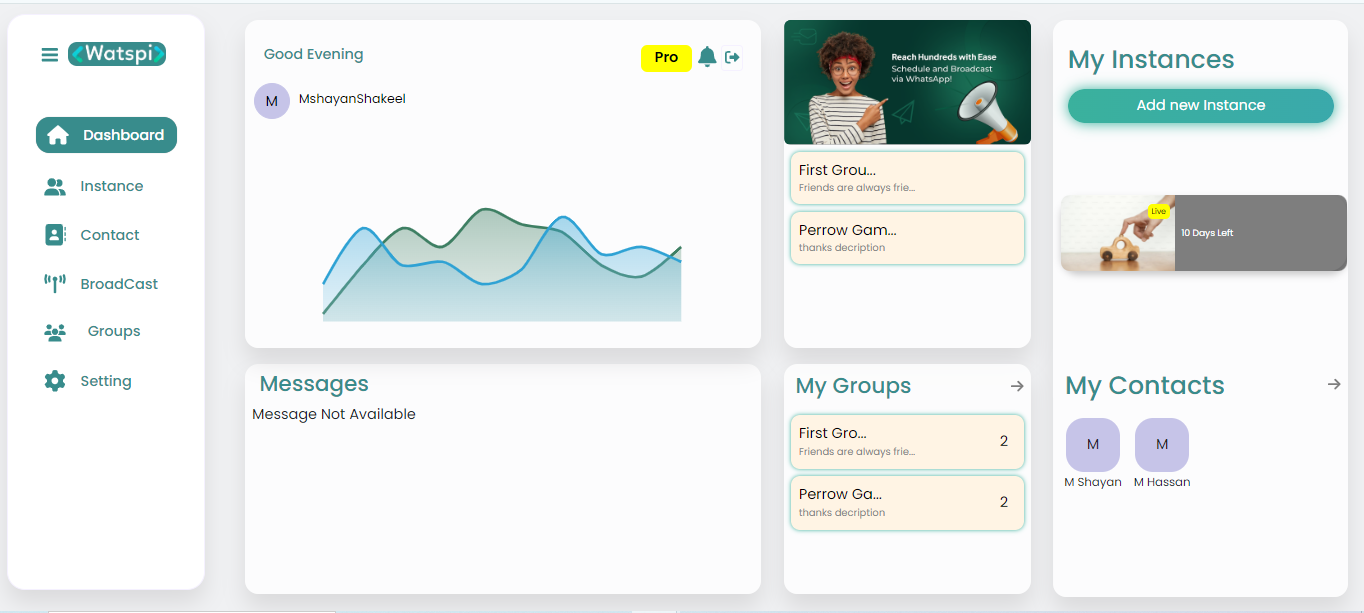 <Watspi>
Dashboard
Instance
Contact
BroadCast
Groups
Setting
Good Evening
Pro
M
MshayanShakeel
Messages
Message Not Available
Reach Hundreds with Ease
Schedule and Broadcast
via WhatsApp!
First Grou...
Friends are always frie...
Perrow Gam...
thanks decription
My Groups
First Gro...
Friends are always frie...
2
Perrow Ga...
thanks decription
2
My Instances
Add new Instance
Live
10 Days Left
My Contacts
M
M
M Shayan
M Hassan